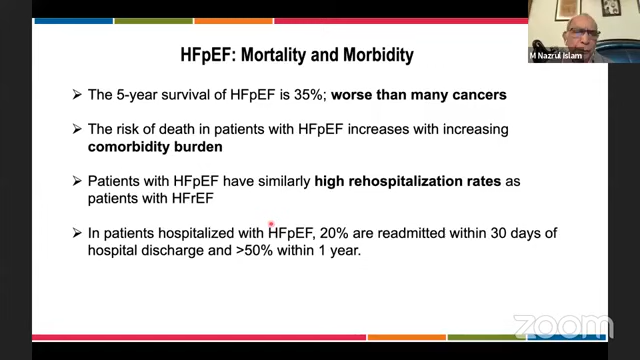 M Nazrul Islam
HFpEF: Mortality and Morbidity
➢ The 5-year survival of HFpEF is 35%; worse than many cancers
➢ The risk of death in patients with HFpEF increases with increasing
comorbidity burden
➢ Patients with HFpEF have similarly high rehospitalization rates as
patients with HFrEF
➢ In patients hospitalized with HFpEF, 20% are readmitted within 30 days of
hospital discharge and >50% within 1 year.
zoom